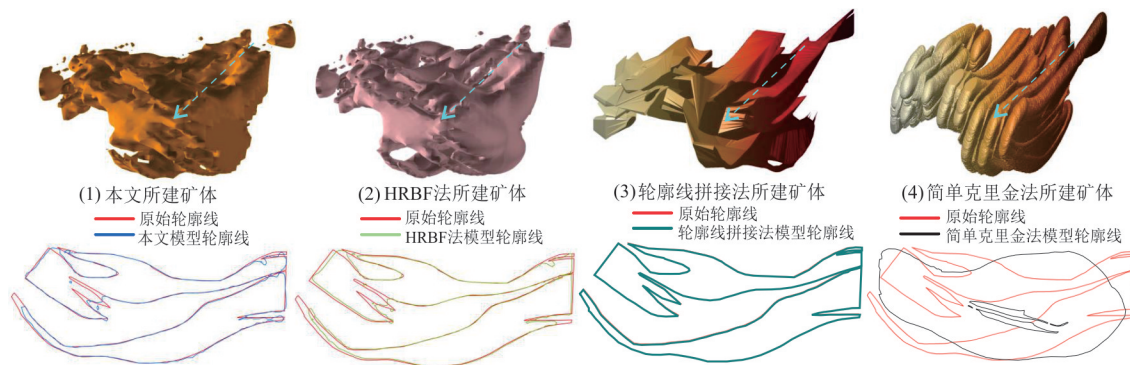 (1) 本文所建矿体
(2) HRBF法所建矿体
(3) 轮廓线拼接法所建矿体
(4) 简单克里金法所建矿体
原始轮廓线
本文模型轮廓线
原始轮廓线
HRBF法模型轮廓线
原始轮廓线
轮廓线拼接法模型轮廓线
原始轮廓线
简单克里金法模型轮廓线